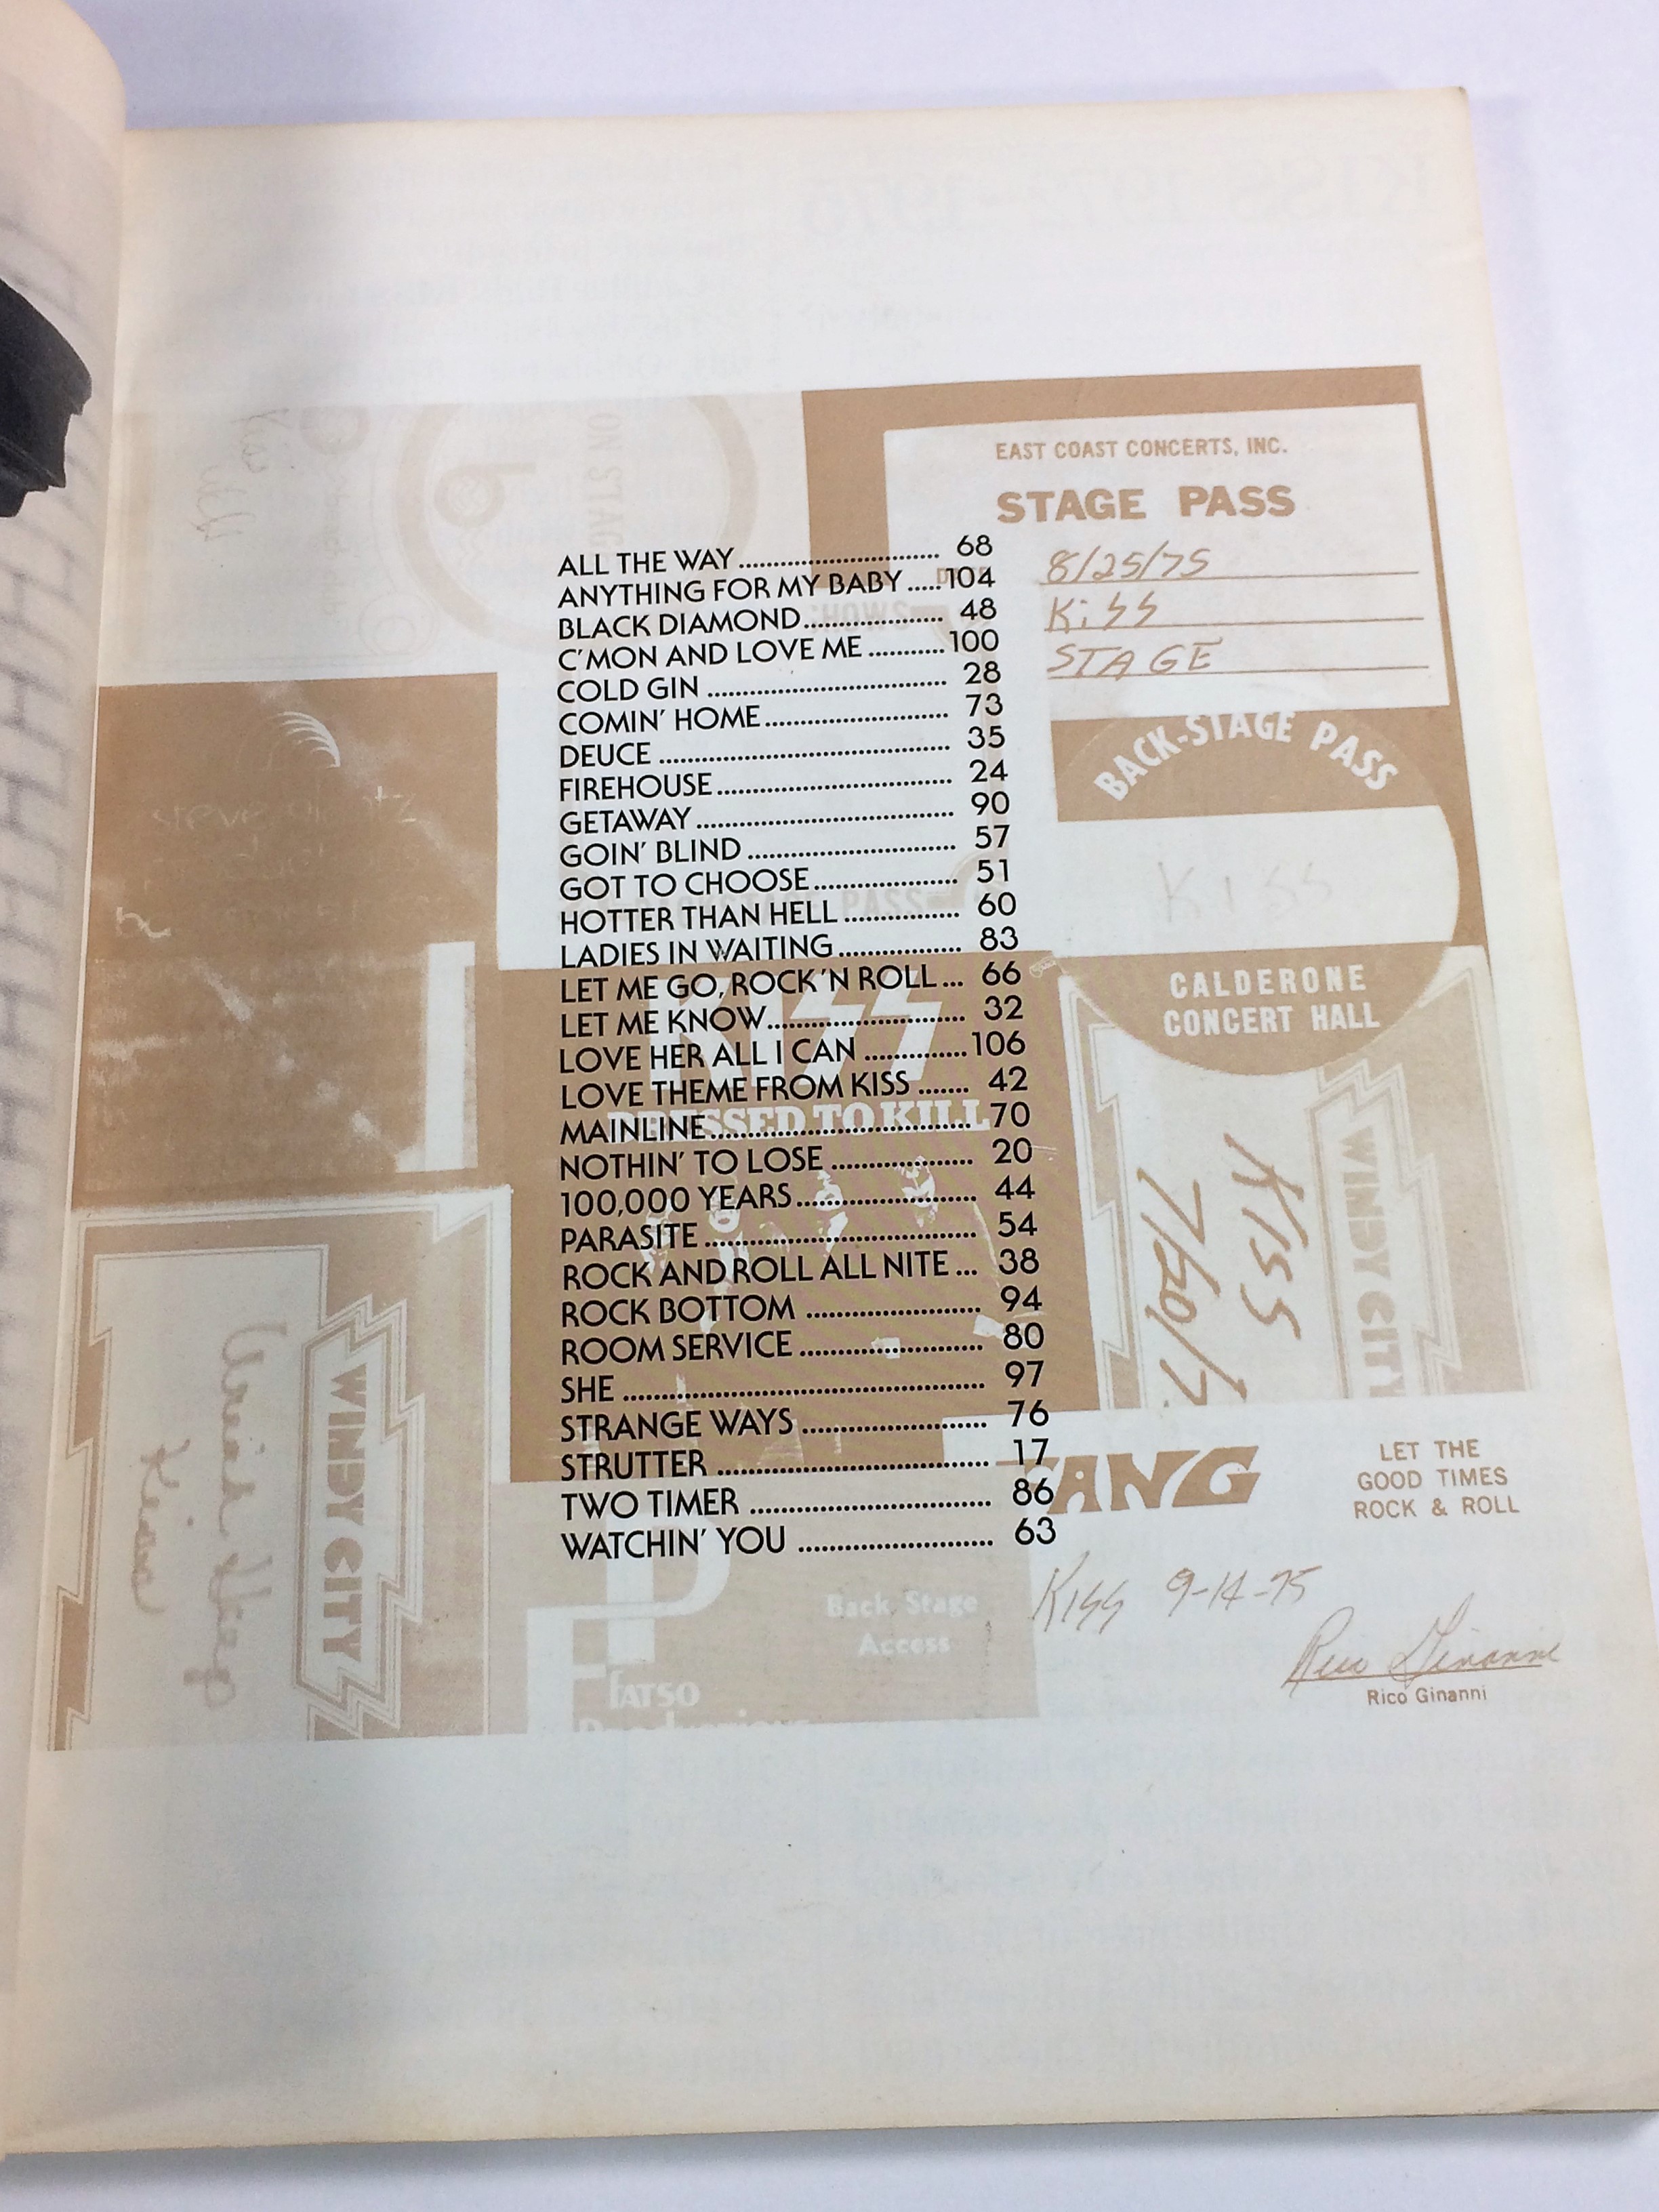 EAST COAST CONCERTS, INC.
STAGE PASS
8/25/75
KiSS
STAGE
ALL THE WAY........................... 68
ANYTHING FOR MY BABY .....104
BLACK DIAMOND................... 48
C'MON AND LOVE ME ...........100
COLD GIN ................................. 28
COMIN' HOME......................... 73
DEUCE ........................................ 35
FIREHOUSE................................ 24
GETAWAY................................... 90
GOIN' BLIND ............................ 57
GOT TO CHOOSE.................... 51
HOTTER THAN HELL ................ 60
LADIES IN WAITING................. 83
LET ME GO, ROCK 'N ROLL... 66
LET ME KNOW........................... 32
LOVE HER ALL I CAN ..............106
LOVE THEME FROM KISS ....... 42
MAINLINE................................... 70
NOTHIN' TO LOSE ................... 20
100,000 YEARS......................... 44
PARASITE ..................................... 54
ROCK AND ROLL ALL NITE ... 38
ROCK BOTTOM ....................... 94
ROOM SERVICE ........................ 80
SHE ................................................. 97
STRANGE WAYS ........................ 76
STRUTTER ..................................... 17
TWO TIMER ................................ 86
WATCHIN' YOU ......................... 63
BACK-STAGE PASS
KISS
CALDERONE
CONCERT HALL
KISS
DRESSED TO KILL
WINDY CITY
KISS
WINDY CITY
LET THE
GOOD TIMES
ROCK & ROLL
KISS 9-14-75
Rico Ginanni
Rico Ginanni
Back Stage
Access
FATSO
Productions